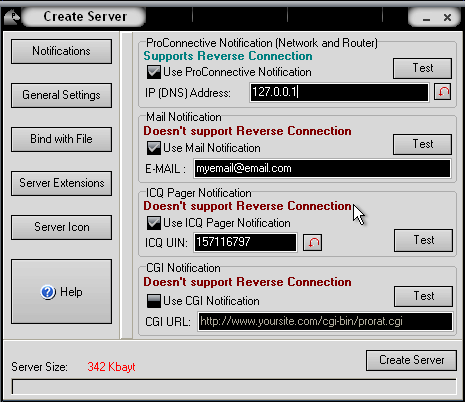 Create Server
Notifications
General Settings
Bind with File
Server Extensions
Server Icon
Help
ProConnective Notification (Network and Router)
Supports Reverse Connection
Use ProConnective Notification
Test
IP (DNS) Address: 127.0.0.1
Mail Notification
Doesn't support Reverse Connection
Use Mail Notification
Test
E-MAIL : myemail@email.com
ICQ Pager Notification
Doesn't support Reverse Connection
Use ICQ Pager Notification
ICQ UIN: 157116797
Test
CGI Notification
Doesn't support Reverse Connection
Use CGI Notification
Test
CGI URL: http://www.yoursite.com/cgi-bin/prorat.cgi
Server Size: 342 Kbayt
Create Server